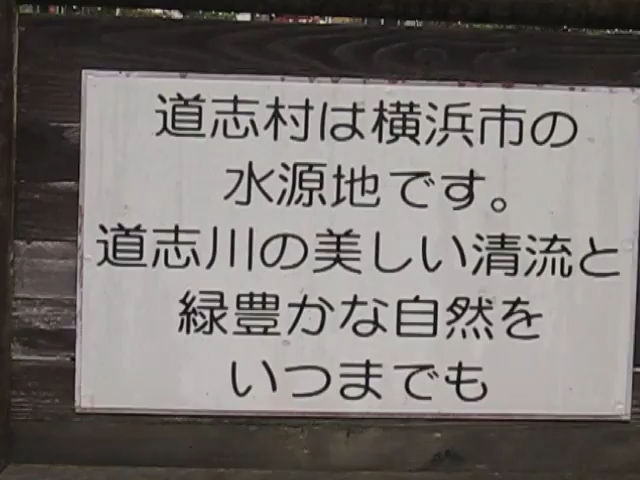 道志村は横浜市の
水源地です。
道志川の美しい清流と
緑豊かな自然を
いつまでも